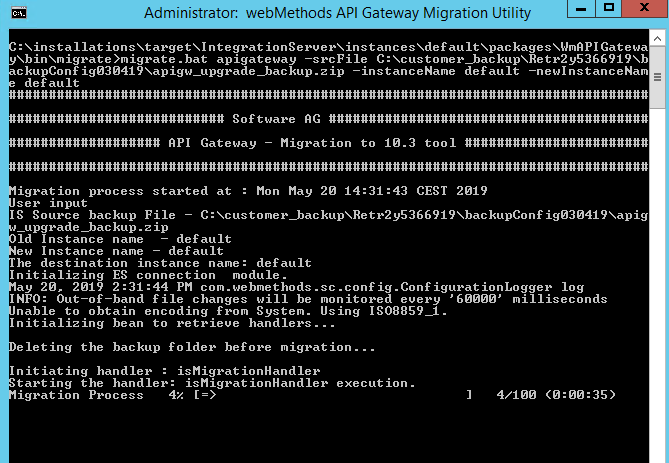 Administrator:  webMethods API Gateway Migration Utility
C:\installations\target\IntegrationServer\instances\default\packages\WmAPIGatewa
y\bin\migrate>migrate.bat apigateway -srcFile C:\customer_backup\Retr2y5366919\b
ackupConfig030419\apigw_upgrade_backup.zip -instanceName default -newInstanceNam
e default
################################################################################
########################### Software AG ########################################
################### API Gateway - Migration to 10.3 tool #######################
################################################################################
Migration process started at : Mon May 20 14:31:43 CEST 2019
User input
IS Source backup File - C:\customer_backup\Retr2y5366919\backupConfig030419\apig
w_upgrade_backup.zip
Old Instance name  - default
New Instance name - default
The destination instance name: default
Initializing ES connection  module.
May 20, 2019 2:31:44 PM com.webmethods.sc.config.ConfigurationLogger log
INFO: Out-of-band file changes will be monitored every '60000' milliseconds
Unable to obtain encoding from System. Using ISO8859_1.
Initializing bean to retrieve handlers...
Deleting the backup folder before migration...
Initiating handler : isMigrationHandler
Starting the handler: isMigrationHandler execution.
Migration Process   4% [=>                              ]   4/100 (0:00:35)